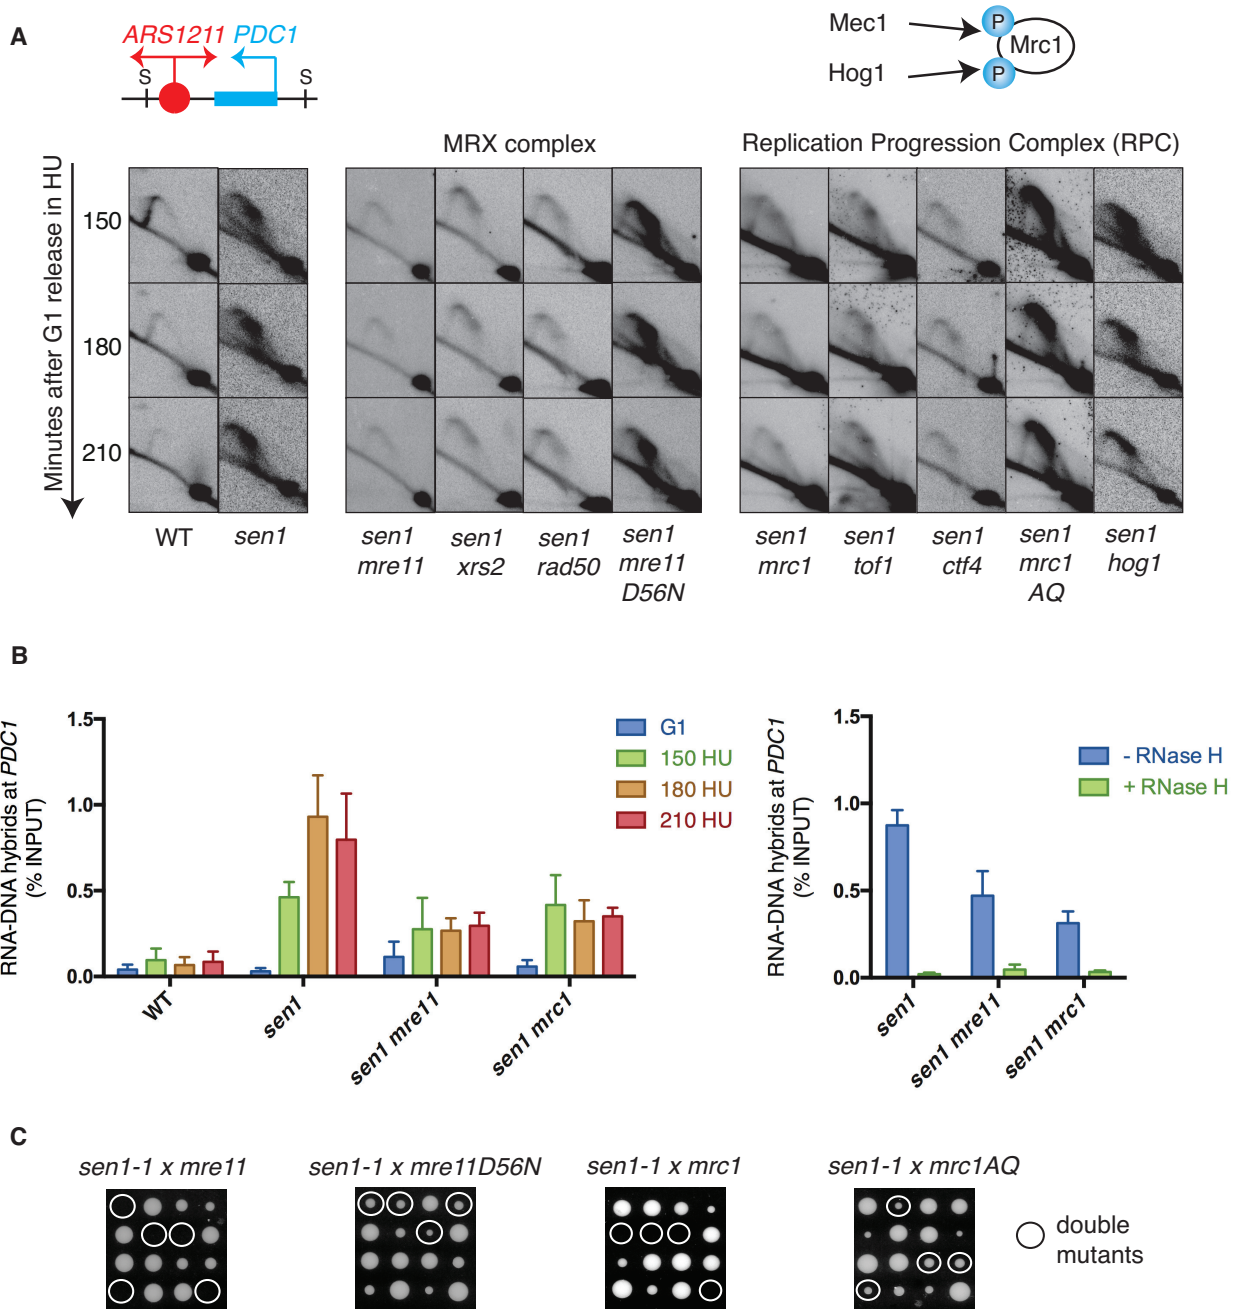 A
ARS1211 PDC1
S S
Mec1
Hog1
P
P
Mrc1
MRX complex
Replication Progression Complex (RPC)
Minutes after G1 release in HU
150
180
210
WT
sen1
sen1 mre11
sen1 xrs2
sen1 rad50
sen1 mre11 D56N
sen1 mrc1
sen1 tof1
sen1 ctf4
sen1 mrc1 AQ
sen1 hog1
B
RNA-DNA hybrids at PDC1
(% INPUT)
1.5
1.0
0.5
0.0
WT
sen1
sen1 mre11
sen1 mrc1
G1
150 HU
180 HU
210 HU
RNA-DNA hybrids at PDC1
(% INPUT)
1.5
1.0
0.5
0.0
sen1
sen1 mre11
sen1 mrc1
- RNase H
+ RNase H
C
sen1-1 x mre11
sen1-1 x mre11D56N
sen1-1 x mrc1
sen1-1 x mrc1AQ
double
mutants